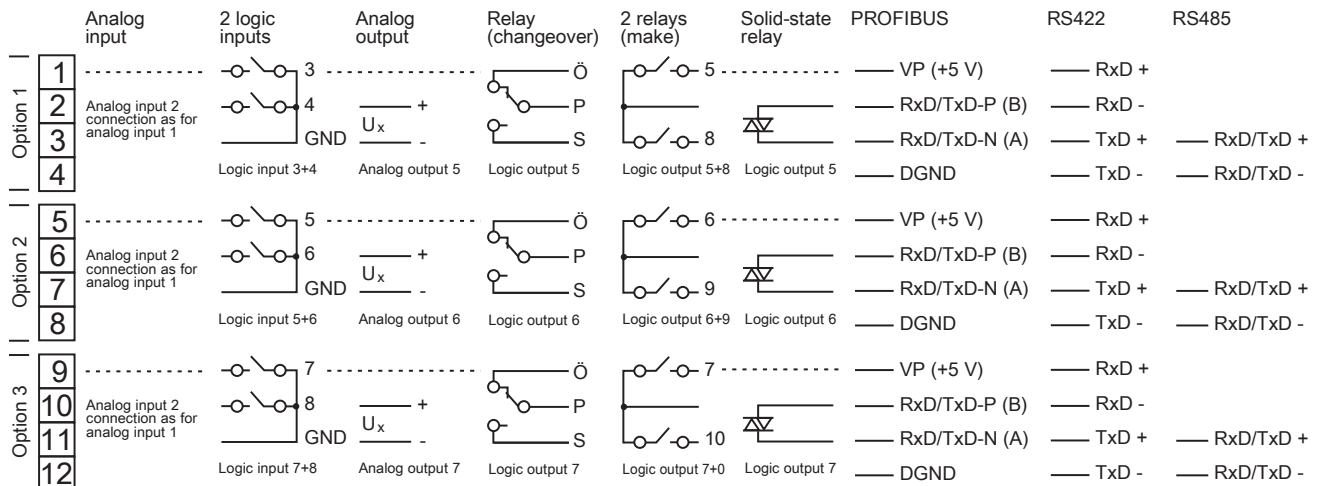 Analog input 2 logic inputs Analog output Relay (changeover) 2 relays (make) Solid-state relay PROFIBUS RS422 RS485
Option 1
1 3 Ö 5 VP (+5 V) RxD +
2 Analog input 2 connection as for analog input 1 4 + P RxD/TxD-P (B) RxD -
Ux
3 GND - S 8 RxD/TxD-N (A) TxD + RxD/TxD +
4 Logic input 3+4 Analog output 5 Logic output 5 Logic output 5+8 Logic output 5 DGND TxD - RxD/TxD -
Option 2
5 5 Ö 6 VP (+5 V) RxD +
6 Analog input 2 connection as for analog input 1 6 + P RxD/TxD-P (B) RxD -
Ux
7 GND - S 9 RxD/TxD-N (A) TxD + RxD/TxD +
8 Logic input 5+6 Analog output 6 Logic output 6 Logic output 6+9 Logic output 6 DGND TxD - RxD/TxD -
Option 3
9 7 Ö 7 VP (+5 V) RxD +
10 Analog input 2 connection as for analog input 1 8 + P RxD/TxD-P (B) RxD -
Ux
11 GND - S 10 RxD/TxD-N (A) TxD + RxD/TxD +
12 Logic input 7+8 Analog output 7 Logic output 7 Logic output 7+0 Logic output 7 DGND TxD - RxD/TxD -